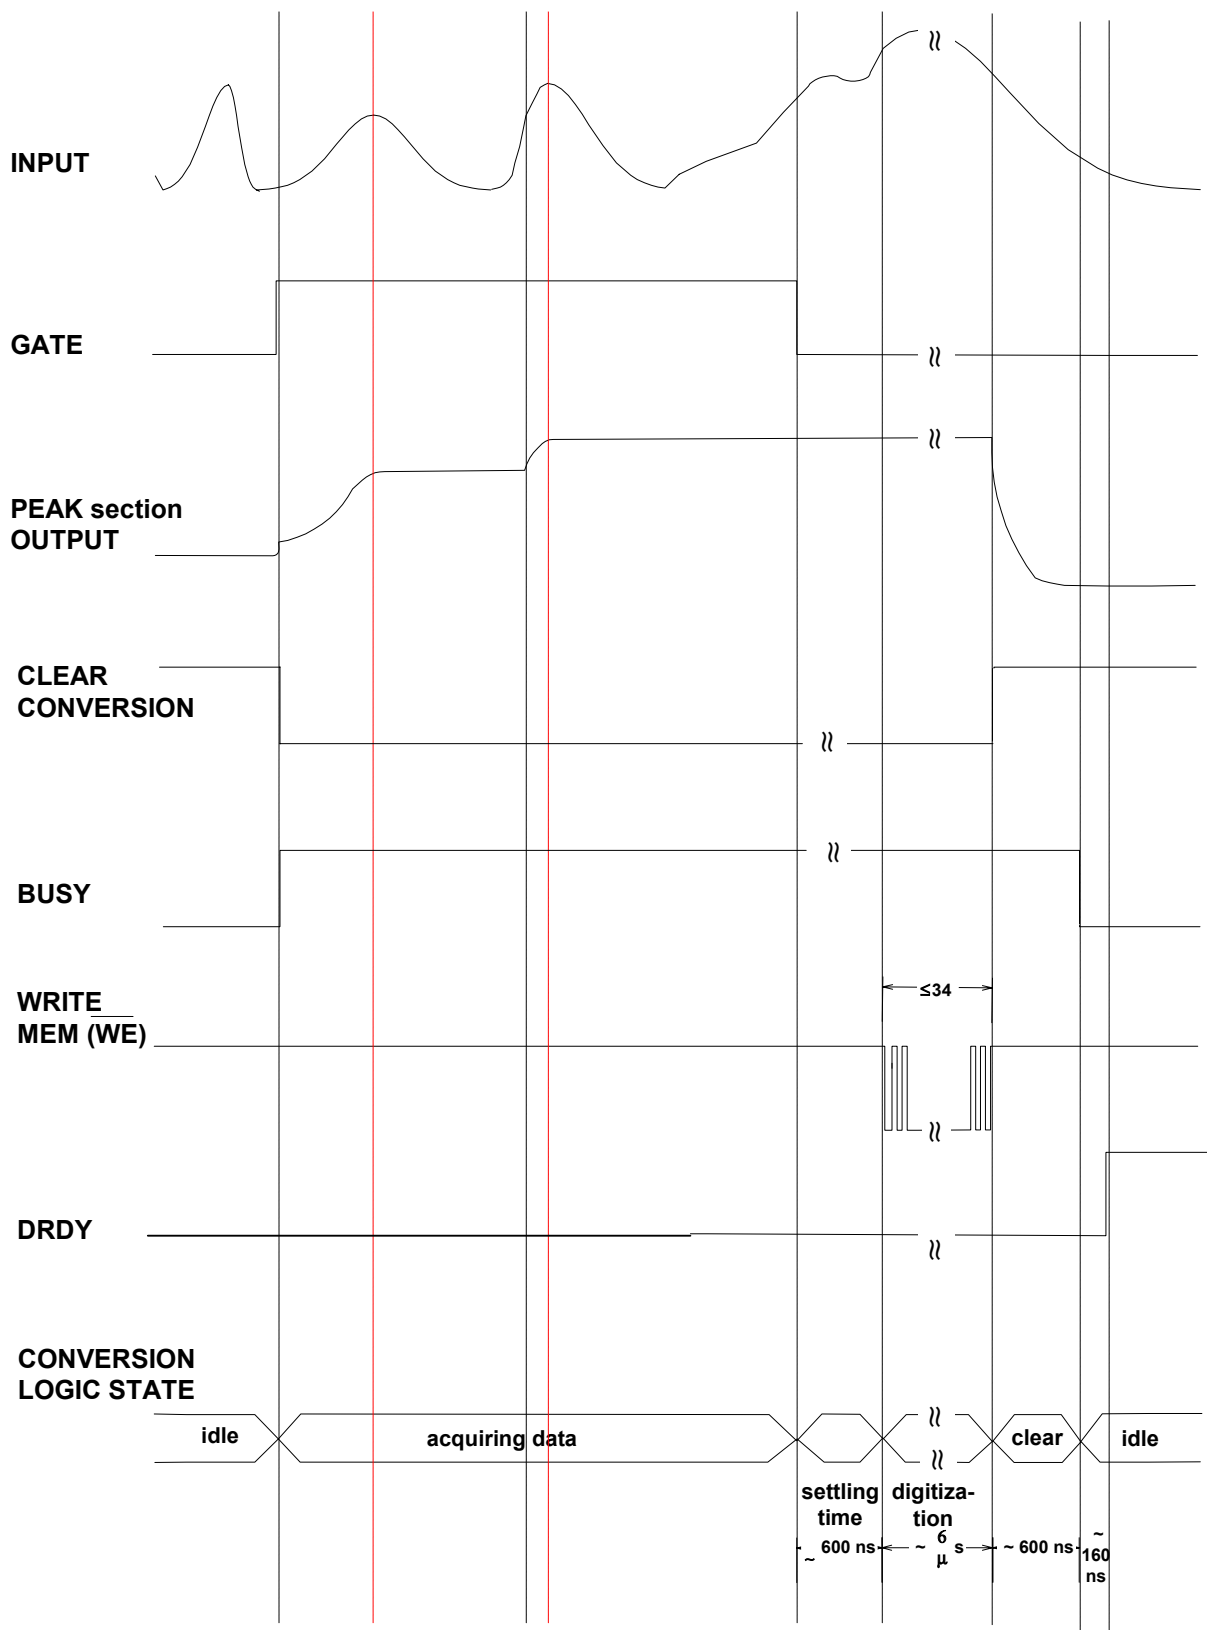 INPUT
GATE
PEAK section
OUTPUT
CLEAR
CONVERSION
BUSY
WRITE
MEM (WE)
≤34
DRDY
CONVERSION
LOGIC STATE
idle
acquiring data
clear
idle
settling
time
digitiza-
tion
~ 600 ns
~ 6 μ s
~ 600 ns
~
160
ns